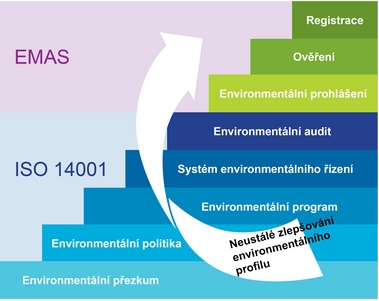 Registrace
EMAS
Ověření
Environmentální prohlášení
Environmentální audit
ISO 14001
Systém environmentálního řízení
Environmentální program
Neustálé zlepšování
environmentálního
profilu
Environmentální politika
Environmentální přezkum